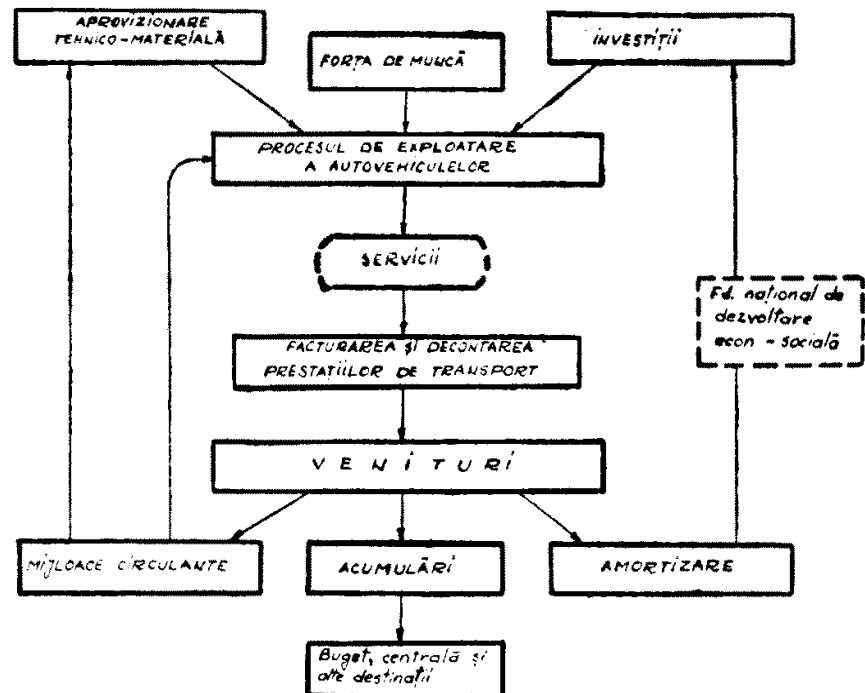 APROVIZIONARE
TEHNICO-MATERIALĂ
FORȚA DE MUNCĂ
INVESTIȚII
PROCESUL DE EXPLOATARE
A AUTOVEHICULELOR
SERVICII
Fd. național de
dezvoltare
econ - socială
FACTURAREA ȘI DECONTAREA
PRESTAȚIILOR DE TRANSPORT
VENITURI
MIJLOACE CIRCULANTE
ACUMULĂRI
AMORTIZARE
Buget, centrală și
alte destinații